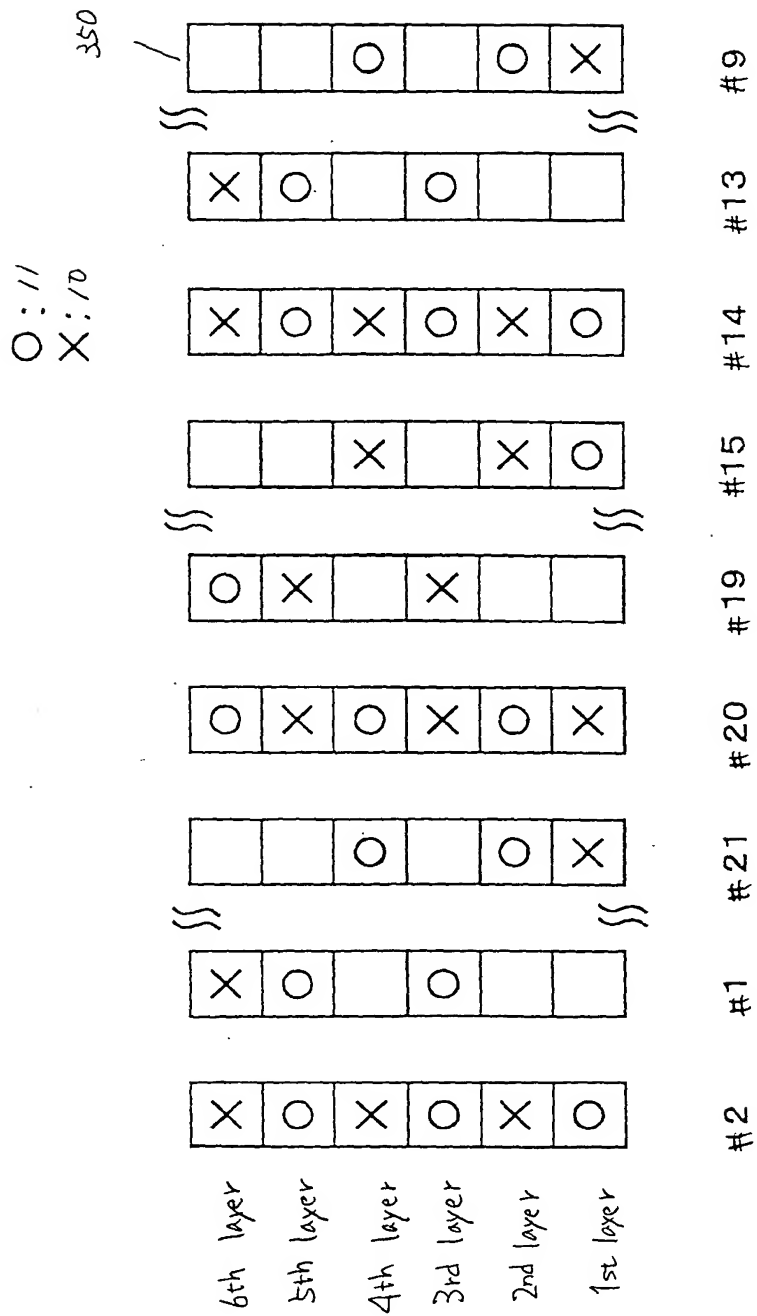 350
O : 11
X : 10
6th layer X O X X O O X X O
5th layer O O X X O O
4th layer X O O X X O
3rd layer O O X X O O
2nd layer X O O X X O
1st layer O X X O O X
#2 #1 #21 #20 #19 #15 #14 #13 #9